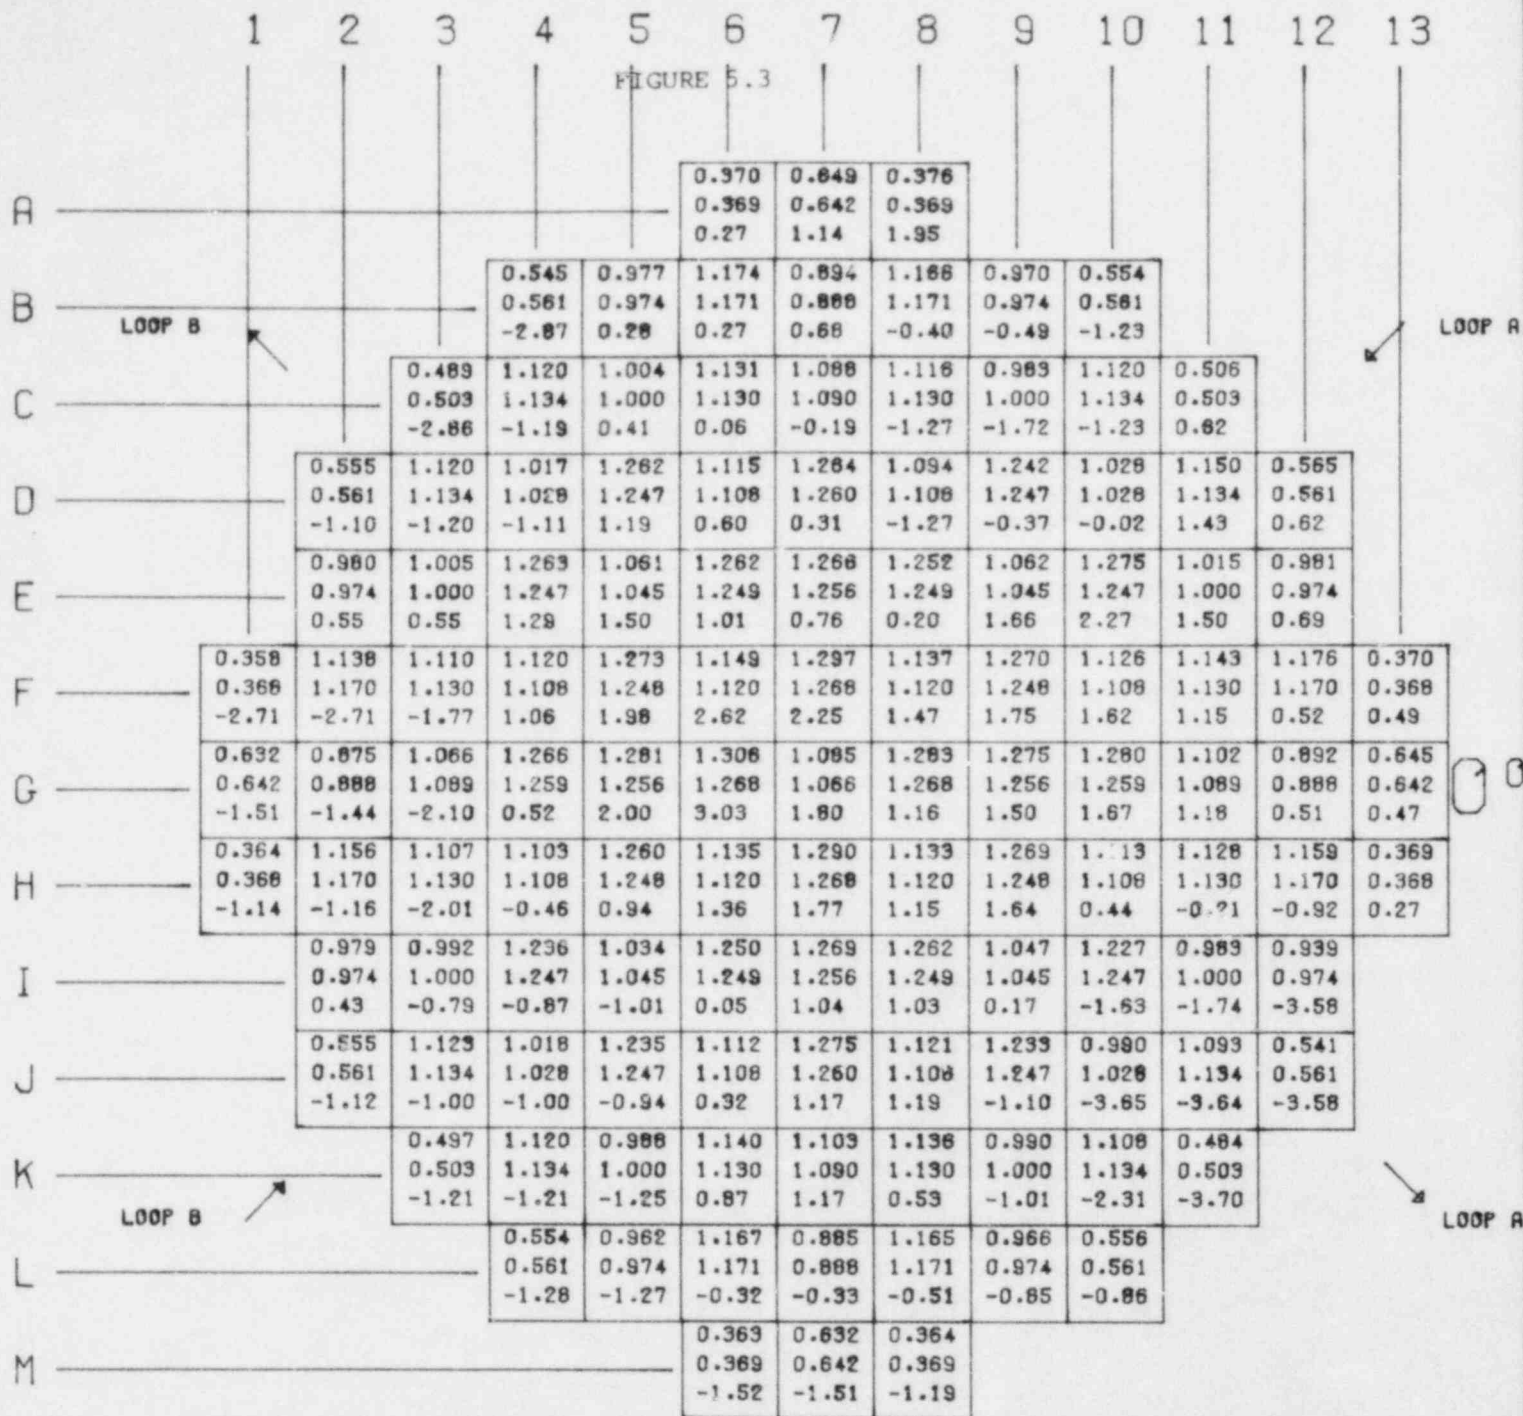 1 2 3 4 5 6 7 8 9 10 11 12 13
FIGURE 5.3
0.370 0.649 0.376
A 0.369 0.642 0.369
0.27 1.14 1.95
0.545 0.977 1.174 0.894 1.166 0.970 0.554
B 0.561 0.974 1.171 0.888 1.171 0.974 0.561
LOOP B -2.87 0.28 0.27 0.68 -0.40 -0.49 -1.23 LOOP A
0.489 1.120 1.004 1.131 1.088 1.116 0.983 1.120 0.506
C 0.503 1.134 1.000 1.130 1.090 1.130 1.000 1.134 0.503
-2.86 -1.19 0.41 0.06 -0.19 -1.27 -1.72 -1.23 0.62
0.555 1.120 1.017 1.262 1.115 1.264 1.094 1.242 1.028 1.150 0.565
D 0.561 1.134 1.028 1.247 1.108 1.260 1.108 1.247 1.028 1.134 0.561
-1.10 -1.20 -1.11 1.19 0.60 0.31 -1.27 -0.37 -0.02 1.43 0.62
0.980 1.005 1.263 1.061 1.262 1.266 1.252 1.062 1.275 1.015 0.981
E 0.974 1.000 1.247 1.045 1.249 1.256 1.249 1.045 1.247 1.000 0.974
0.55 0.55 1.29 1.50 1.01 0.76 0.20 1.66 2.27 1.50 0.69
0.358 1.138 1.110 1.120 1.273 1.149 1.297 1.137 1.270 1.126 1.143 1.176 0.370
F 0.368 1.170 1.130 1.108 1.248 1.120 1.268 1.120 1.248 1.108 1.130 1.170 0.368
-2.71 -2.71 -1.77 1.06 1.98 2.62 2.25 1.47 1.75 1.62 1.15 0.52 0.49
0.632 0.875 1.066 1.266 1.281 1.306 1.085 1.283 1.275 1.280 1.102 0.892 0.645
G 0.642 0.888 1.089 1.259 1.256 1.268 1.066 1.268 1.256 1.259 1.089 0.888 0.642
-1.51 -1.44 -2.10 0.52 2.00 3.03 1.80 1.16 1.50 1.67 1.18 0.51 0.47
0.364 1.156 1.107 1.103 1.260 1.135 1.290 1.133 1.269 1.128 1.159 0.369
H 0.368 1.170 1.130 1.108 1.248 1.120 1.268 1.120 1.248 1.108 1.130 1.170 0.368
-1.14 -1.16 -2.01 -0.46 0.94 1.36 1.77 1.15 1.64 0.44 -0.92 0.27
0.979 0.992 1.236 1.034 1.250 1.269 1.262 1.047 1.227 0.983 0.939
I 0.974 1.000 1.247 1.045 1.249 1.256 1.249 1.045 1.247 1.000 0.974
0.43 -0.79 -0.87 -1.01 0.05 1.04 1.03 0.17 -1.63 -1.74 -3.58
0.555 1.123 1.018 1.235 1.112 1.275 1.121 1.233 0.990 1.093 0.541
J 0.561 1.134 1.028 1.247 1.108 1.260 1.108 1.247 1.028 1.134 0.561
-1.12 -1.00 -1.00 -0.94 0.32 1.17 1.19 -1.10 -3.65 -3.64 -3.58
0.497 1.120 0.988 1.140 1.103 1.136 0.990 1.108 0.484
K 0.503 1.134 1.000 1.130 1.090 1.130 1.000 1.134 0.503
-1.21 -1.21 -1.25 0.87 1.17 0.53 -1.01 -2.31 -3.70
LOOP B LOOP A
0.554 0.962 1.167 0.885 1.165 0.966 0.556
L 0.561 0.974 1.171 0.888 1.171 0.974 0.561
-1.28 -1.27 -0.32 -0.33 -0.51 -0.85 -0.86
0.363 0.632 0.364
M 0.369 0.642 0.369
-1.52 -1.51 -1.19